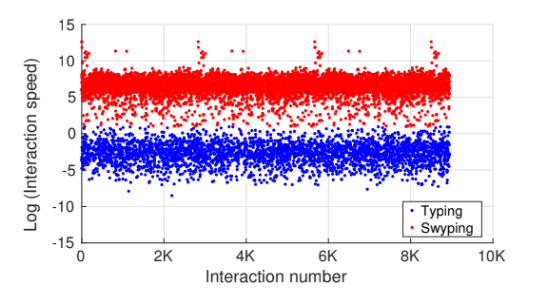 15
10
5
0
-5
-10
-15
Log (Interaction speed)
Typing
Swyping
0 2K 4K 6K 8K 10K
Interaction number